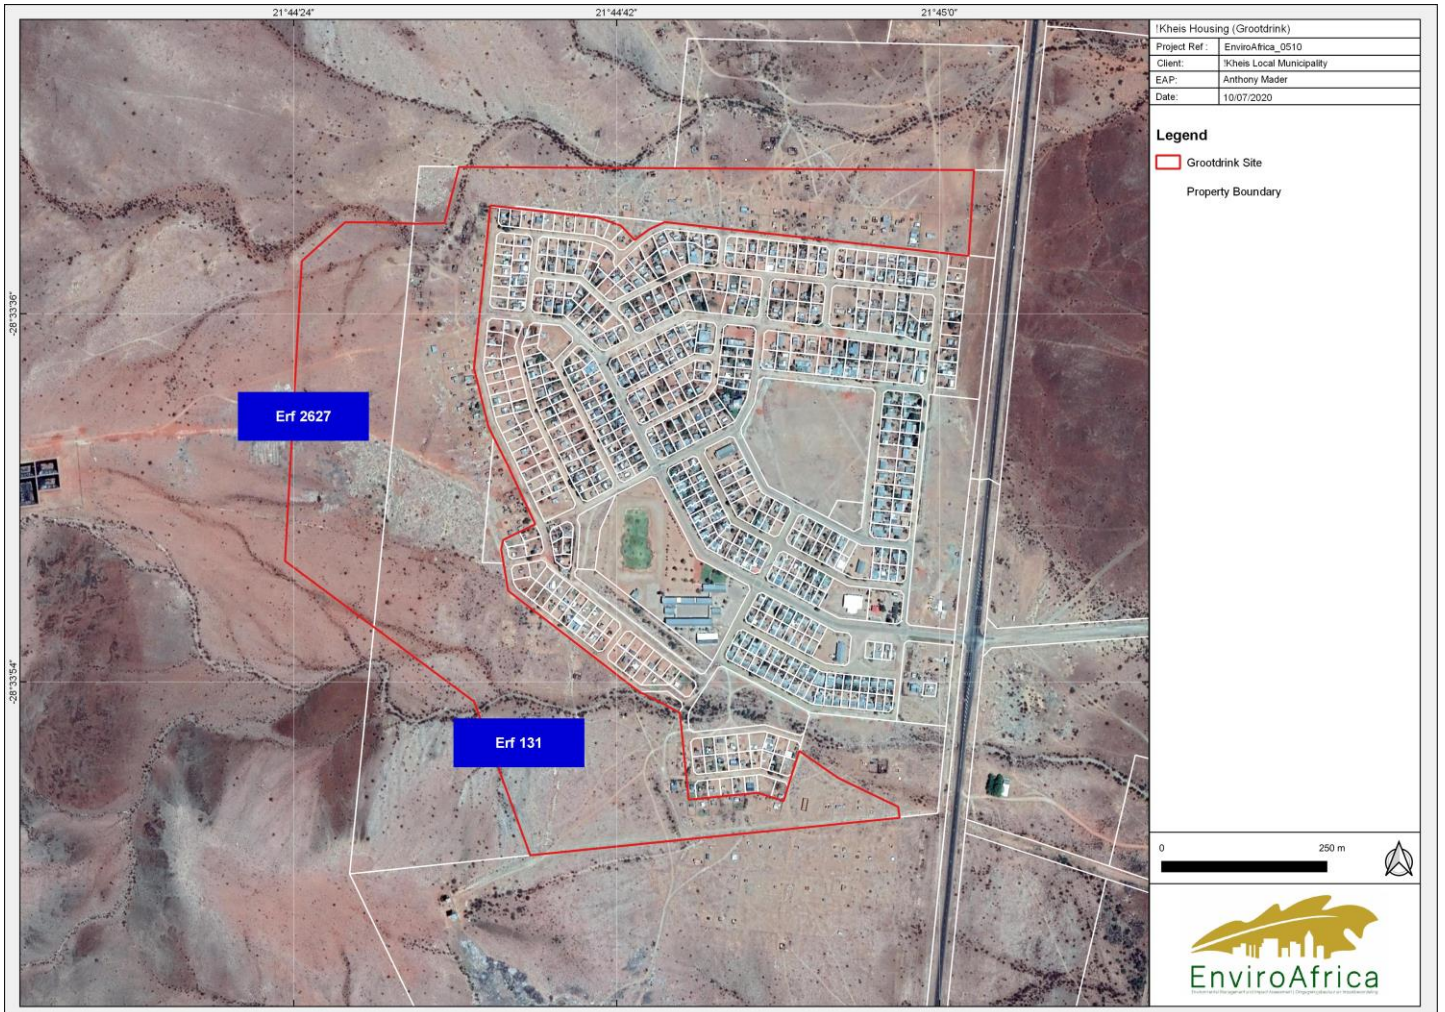 21°44'24"
21°44'42"
21°45'0"
!Kheis Housing (Grootdrink)
Project Ref : EnviroAfrica_0510
Client: !Kheis Local Municipality
EAP: Anthony Mader
Date: 10/07/2020
Legend
Grootdrink Site
Property Boundary
-28°33'36"
Erf 2627
-28°33'54"
Erf 131
0 250 m
EnviroAfrica